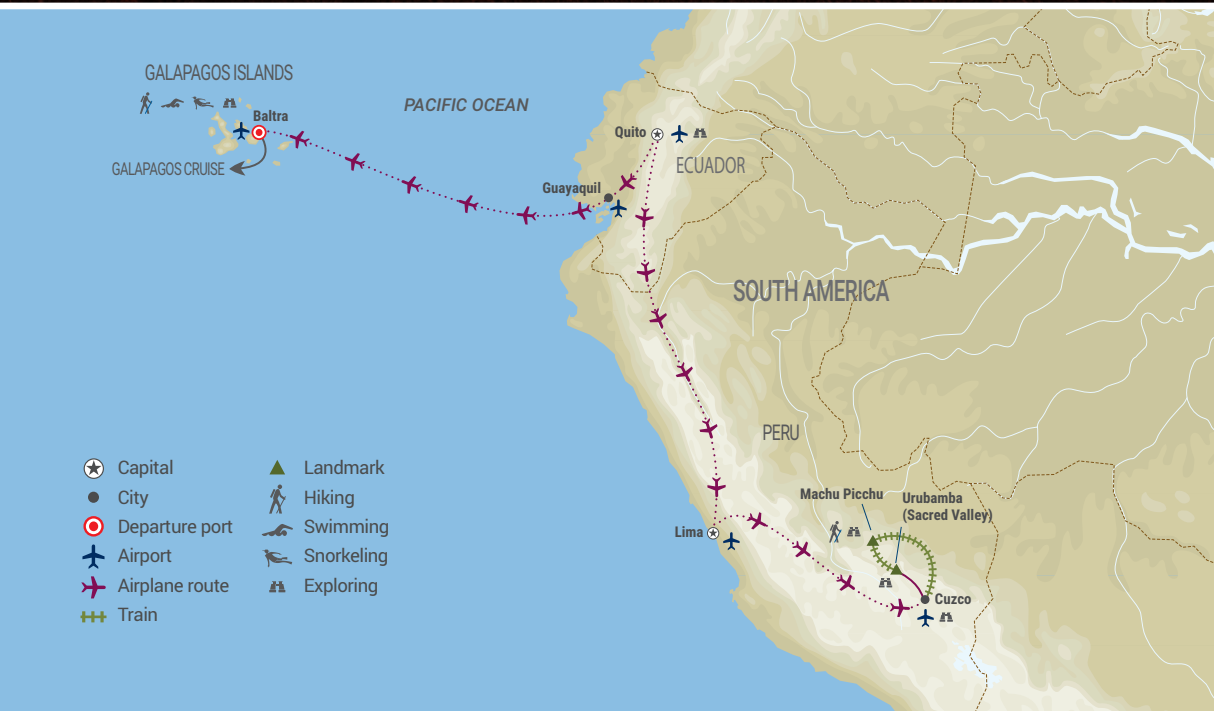 GALAPAGOS ISLANDS
PACIFIC OCEAN
Baltra
GALAPAGOS CRUISE
Quito
ECUADOR
Guayaquil
SOUTH AMERICA
PERU
Machu Picchu
Urubamba
(Sacred Valley)
Lima
Cuzco
Capital
City
Departure port
Airport
Airplane route
Train
Landmark
Hiking
Swimming
Snorkeling
Exploring